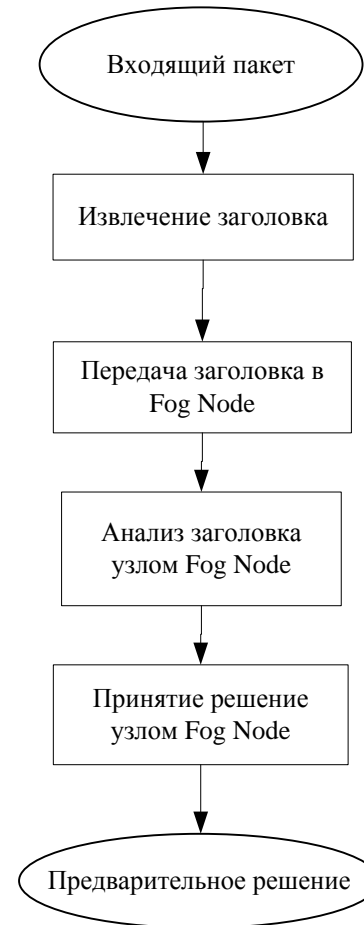 Входящий пакет
Извлечение заголовка
Передача заголовка в
Fog Node
Анализ заголовка
узлом Fog Node
Принятие решение
узлом Fog Node
Предварительное решение